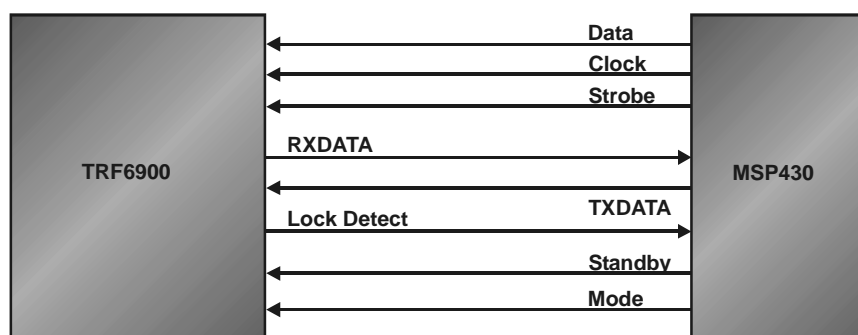 Data
Clock
Strobe
RXDATA
TRF6900
MSP430
TXDATA
Lock Detect
Standby
Mode